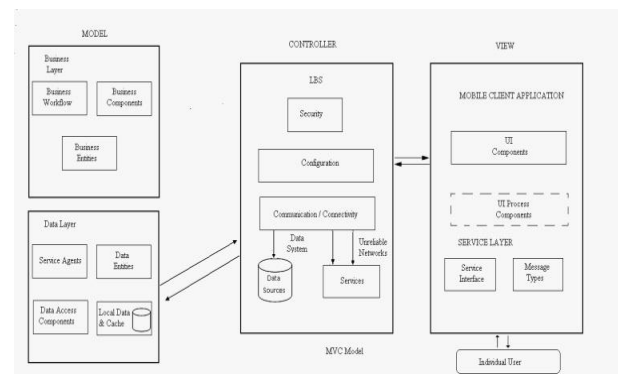 MODEL
Business
Layer
Business
Workflow
Business
Components
Business
Entities
Data Layer
Service Agents
Data
Entities
Data Access
Components
Local Data
& Cache
CONTROLLER
LBS
Security
Configuration
Communication / Connectivity
Data
System
Unreliable
Networks
Data
Sources
Services
MVC Model
VIEW
MOBILE CLIENT APPLICATION
UI
Components
UI Process
Components
SERVICE LAYER
Service
Interface
Message
Types
Individual User